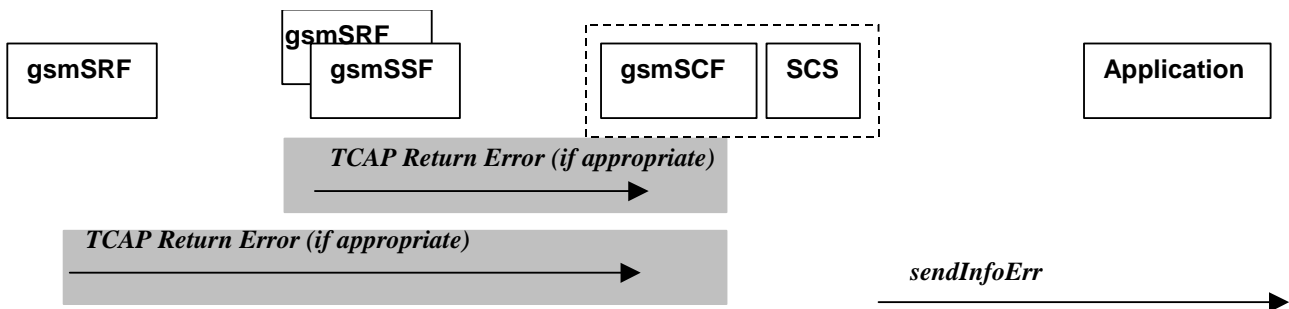 gsmSRF
gsmSRF
gsmSSF
gsmSCF
SCS
Application
TCAP Return Error (if appropriate)
TCAP Return Error (if appropriate)
sendInfoErr